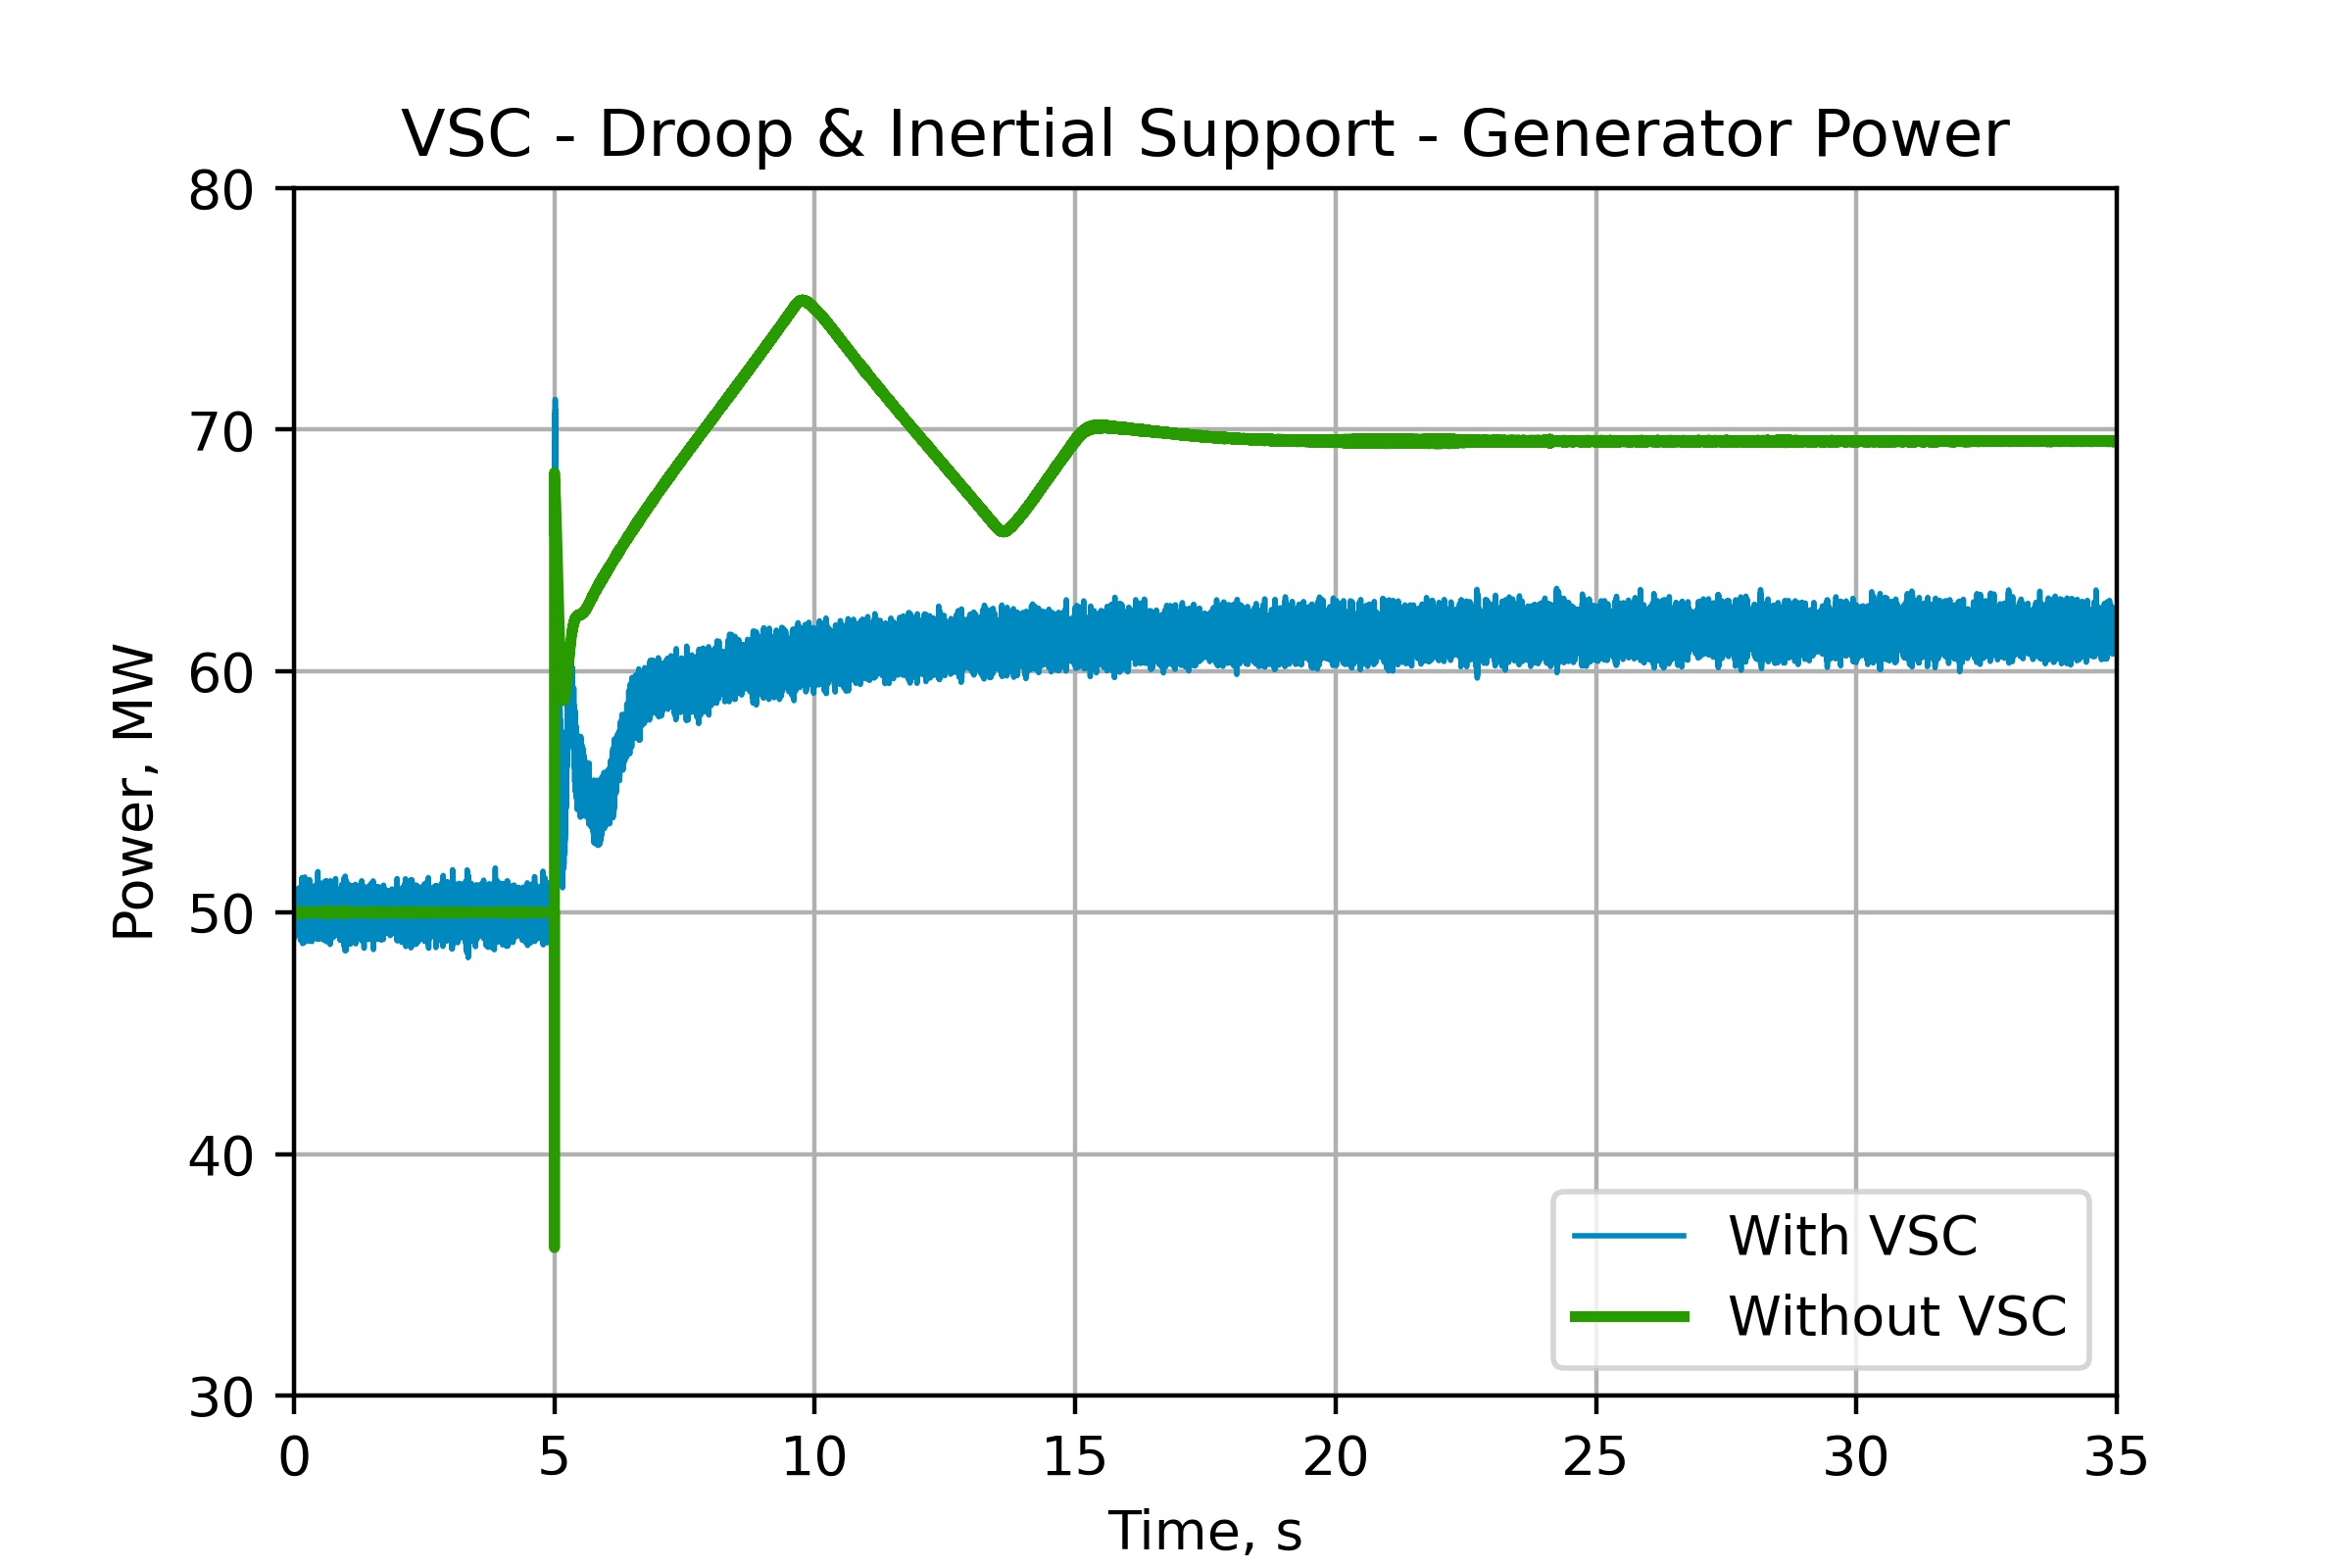 VSC - Droop & Inertial Support - Generator Power
80
70
60
50
40
30
Power, MW
0 5 10 15 20 25 30 35
Time, s
With VSC
Without VSC